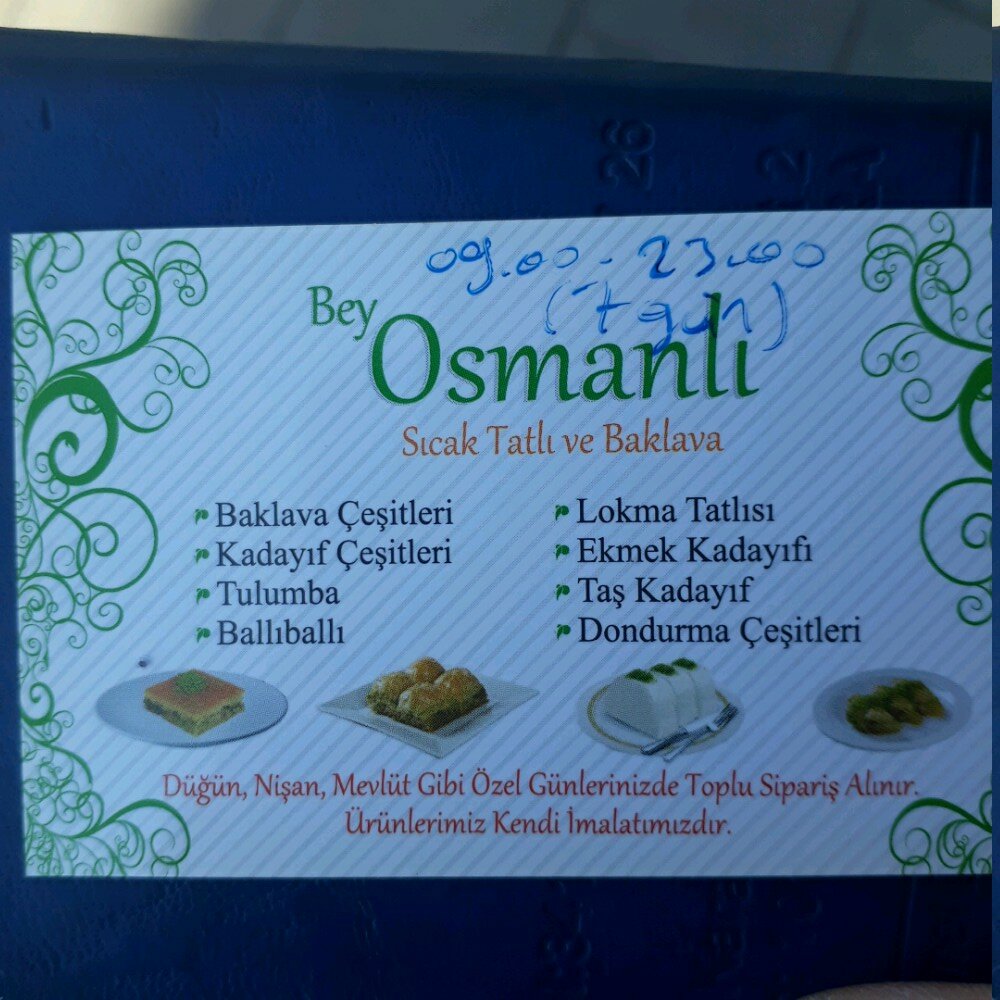 09.00 - 23.00
(7 gün)
Bey
Osmanlı
Sıcak Tatlı ve Baklava
Baklava Çeşitleri
Kadayıf Çeşitleri
Tulumba
Ballıballı
Lokma Tatlısı
Ekmek Kadayıfı
Taş Kadayıf
Dondurma Çeşitleri
Düğün, Nişan, Mevlüt Gibi Özel Günlerinizde Toplu Sipariş Alınır.
Ürünlerimiz Kendi İmalatımızdır.